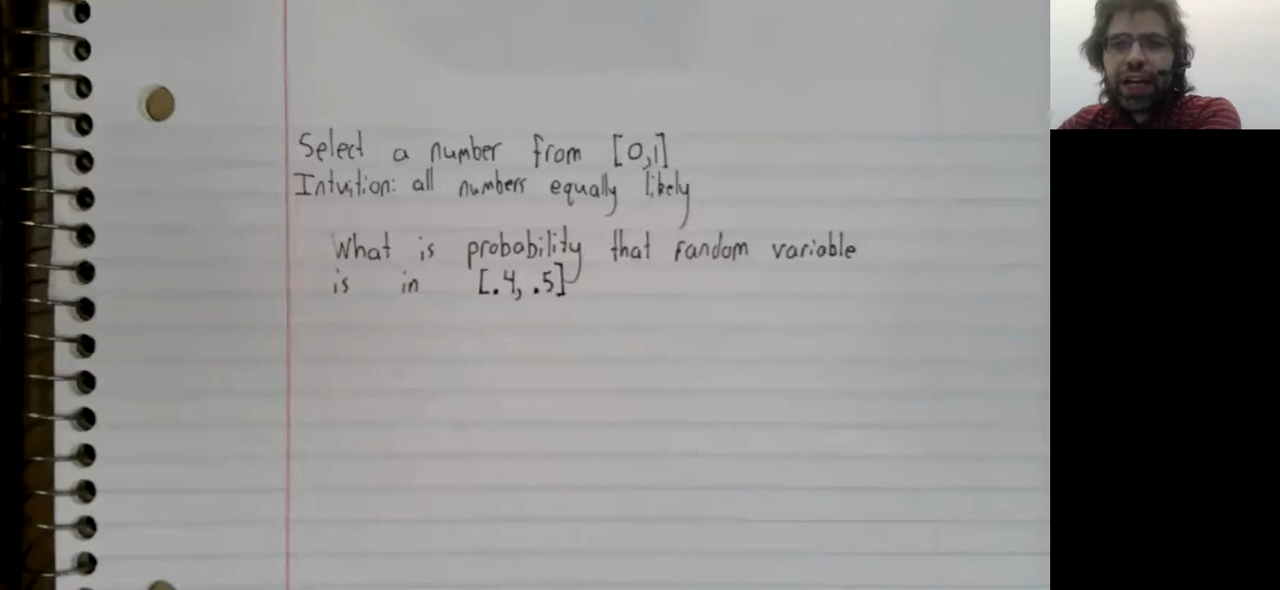 Select a number from [0,1]
Intuition: all numbers equally likely
What is probability that random variable
is in [.4, .5]